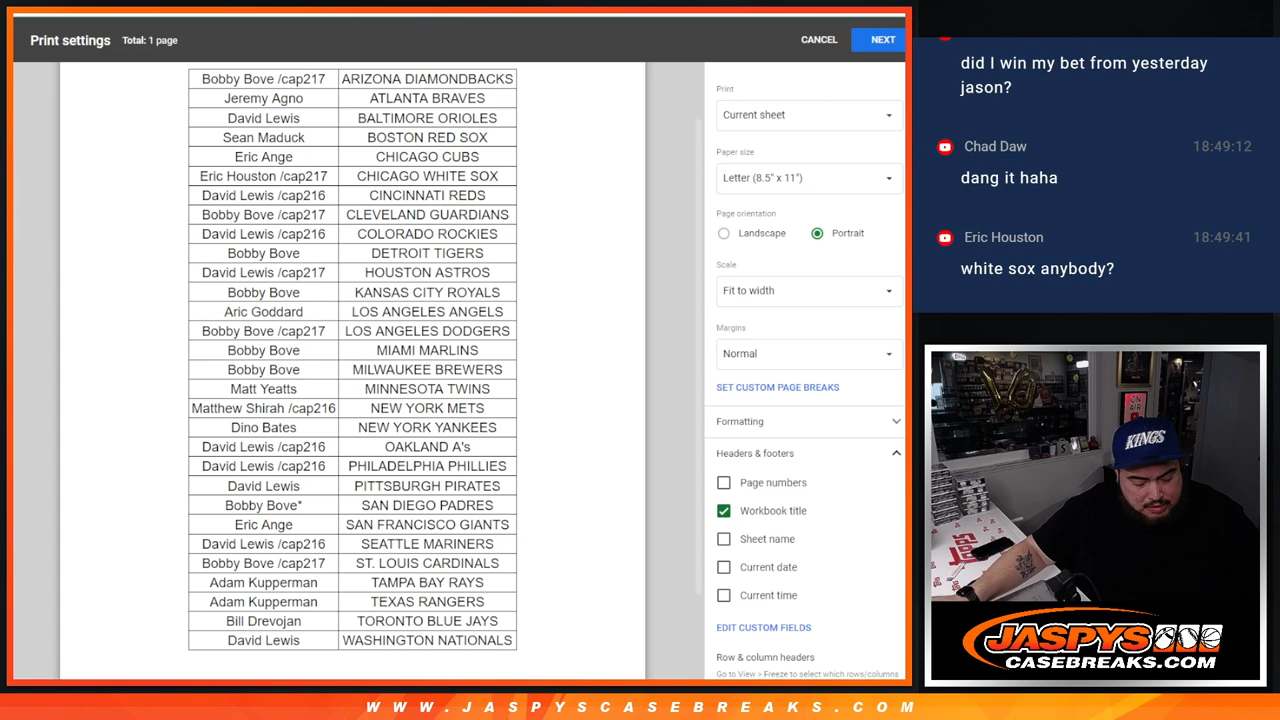 Print settings
Total: 1 page
CANCEL
NEXT
Bobby Bove /cap217 ARIZONA DIAMONDBACKS
Jeremy Agno ATLANTA BRAVES
David Lewis BALTIMORE ORIOLES
Sean Maduck BOSTON RED SOX
Eric Ange CHICAGO CUBS
Eric Houston /cap217 CHICAGO WHITE SOX
David Lewis /cap216 CINCINNATI REDS
Bobby Bove /cap217 CLEVELAND GUARDIANS
David Lewis /cap216 COLORADO ROCKIES
Bobby Bove DETROIT TIGERS
David Lewis /cap217 HOUSTON ASTROS
Bobby Bove KANSAS CITY ROYALS
Aric Goddard LOS ANGELES ANGELS
Bobby Bove /cap217 LOS ANGELES DODGERS
Bobby Bove MIAMI MARLINS
Bobby Bove MILWAUKEE BREWERS
Matt Yeatts MINNESOTA TWINS
Matthew Shirah /cap216 NEW YORK METS
Dino Bates NEW YORK YANKEES
David Lewis /cap216 OAKLAND A's
David Lewis /cap216 PHILADELPHIA PHILLIES
David Lewis PITTSBURGH PIRATES
Bobby Bove* SAN DIEGO PADRES
Eric Ange SAN FRANCISCO GIANTS
David Lewis /cap216 SEATTLE MARINERS
Bobby Bove /cap217 ST. LOUIS CARDINALS
Adam Kupperman TAMPA BAY RAYS
Adam Kupperman TEXAS RANGERS
Bill Drevojan TORONTO BLUE JAYS
David Lewis WASHINGTON NATIONALS
Print
Current sheet
Paper size
Letter (8.5" x 11")
Page orientation
Landscape
Portrait
Scale
Fit to width
Margins
Normal
SET CUSTOM PAGE BREAKS
Formatting
Headers & footers
Page numbers
Workbook title
Sheet name
Current date
Current time
EDIT CUSTOM FIELDS
Row & column headers
Go to View > Freeze to select which rows/columns
did I win my bet from yesterday
jason?
Chad Daw 18:49:12
dang it haha
Eric Houston 18:49:41
white sox anybody?
ON
AIR
KINGS
JASPYS
CASEBREAKS.COM
WWW.JASPYSCASEBREAKS.COM